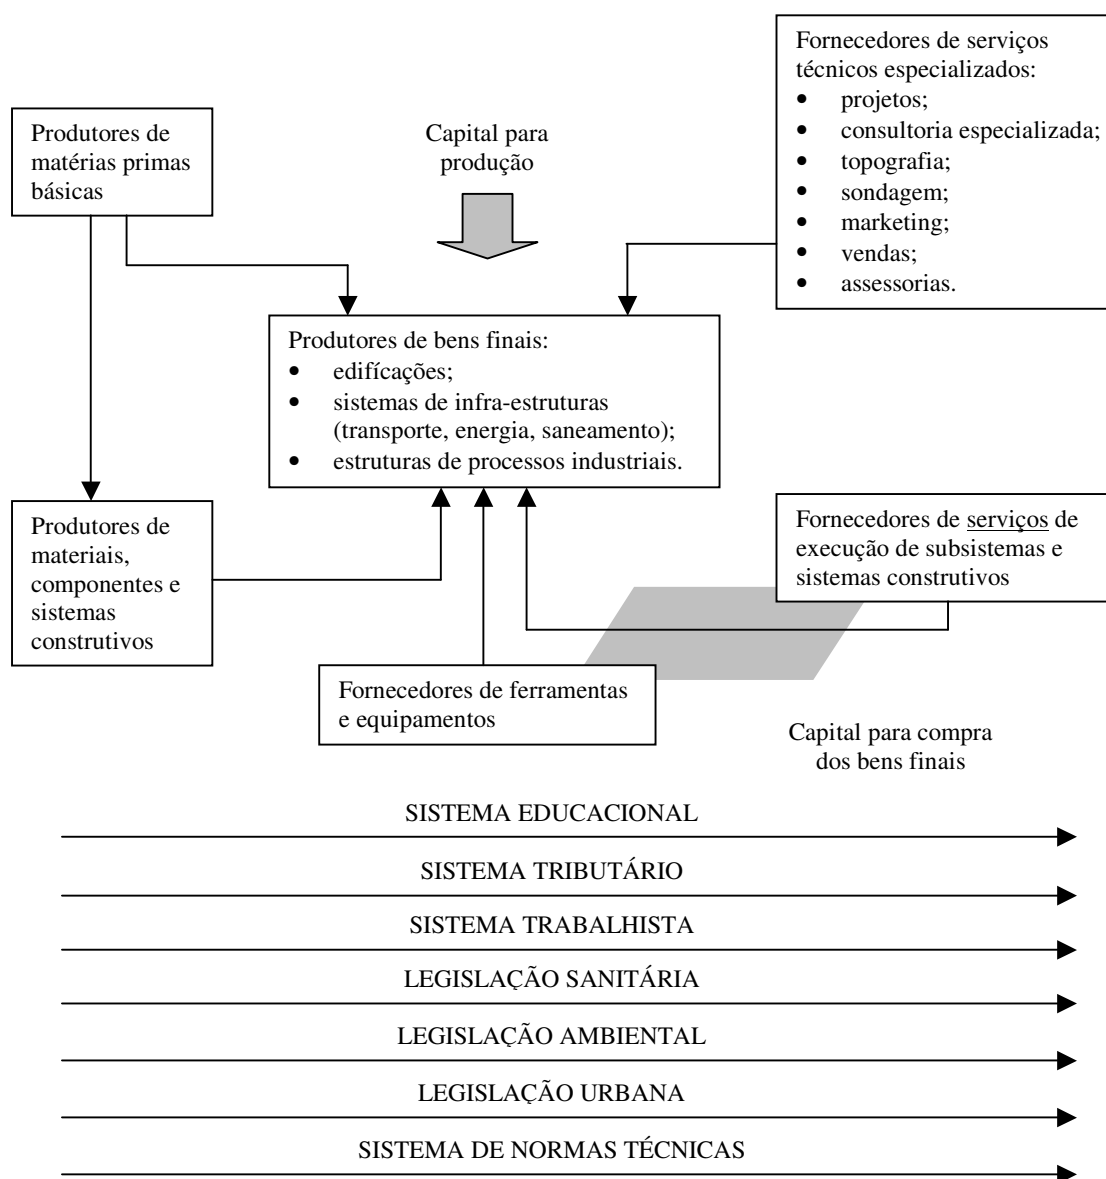 Fornecedores de serviços
técnicos especializados:
• projetos;
• consultoria especializada;
• topografia;
• sondagem;
• marketing;
• vendas;
• assessorias.
Produtores de
matérias primas
básicas
Capital para
produção
Produtores de bens finais:
• edifícações;
• sistemas de infra-estruturas
(transporte, energia, saneamento);
• estruturas de processos industriais.
Produtores de
materiais,
componentes e
sistemas
construtivos
Fornecedores de serviços de
execução de subsistemas e
sistemas construtivos
Fornecedores de ferramentas
e equipamentos
Capital para compra
dos bens finais
SISTEMA EDUCACIONAL
SISTEMA TRIBUTÁRIO
SISTEMA TRABALHISTA
LEGISLAÇÃO SANITÁRIA
LEGISLAÇÃO AMBIENTAL
LEGISLAÇÃO URBANA
SISTEMA DE NORMAS TÉCNICAS